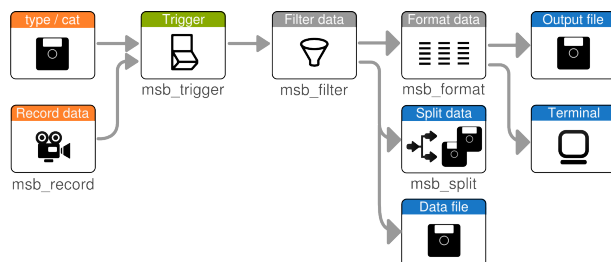 type / cat
Trigger
Filter data
Format data
Output file
msb_trigger
msb_filter
msb_format
Record data
Split data
Terminal
msb_record
msb_split
Data file